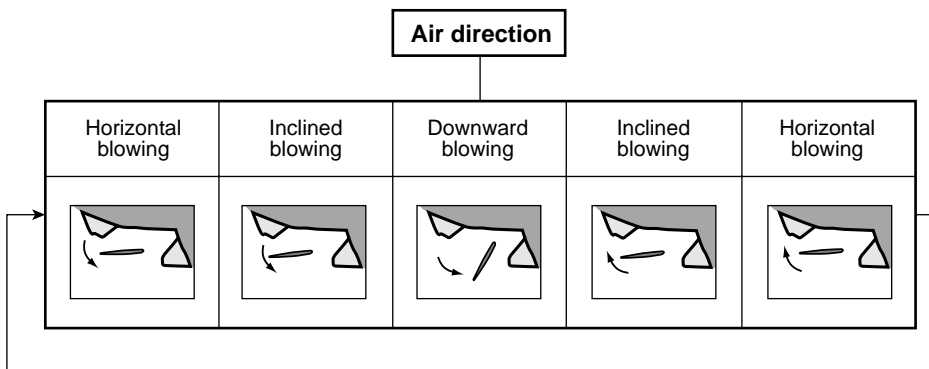 Air direction
Horizontal
blowing
Inclined
blowing
Downward
blowing
Inclined
blowing
Horizontal
blowing